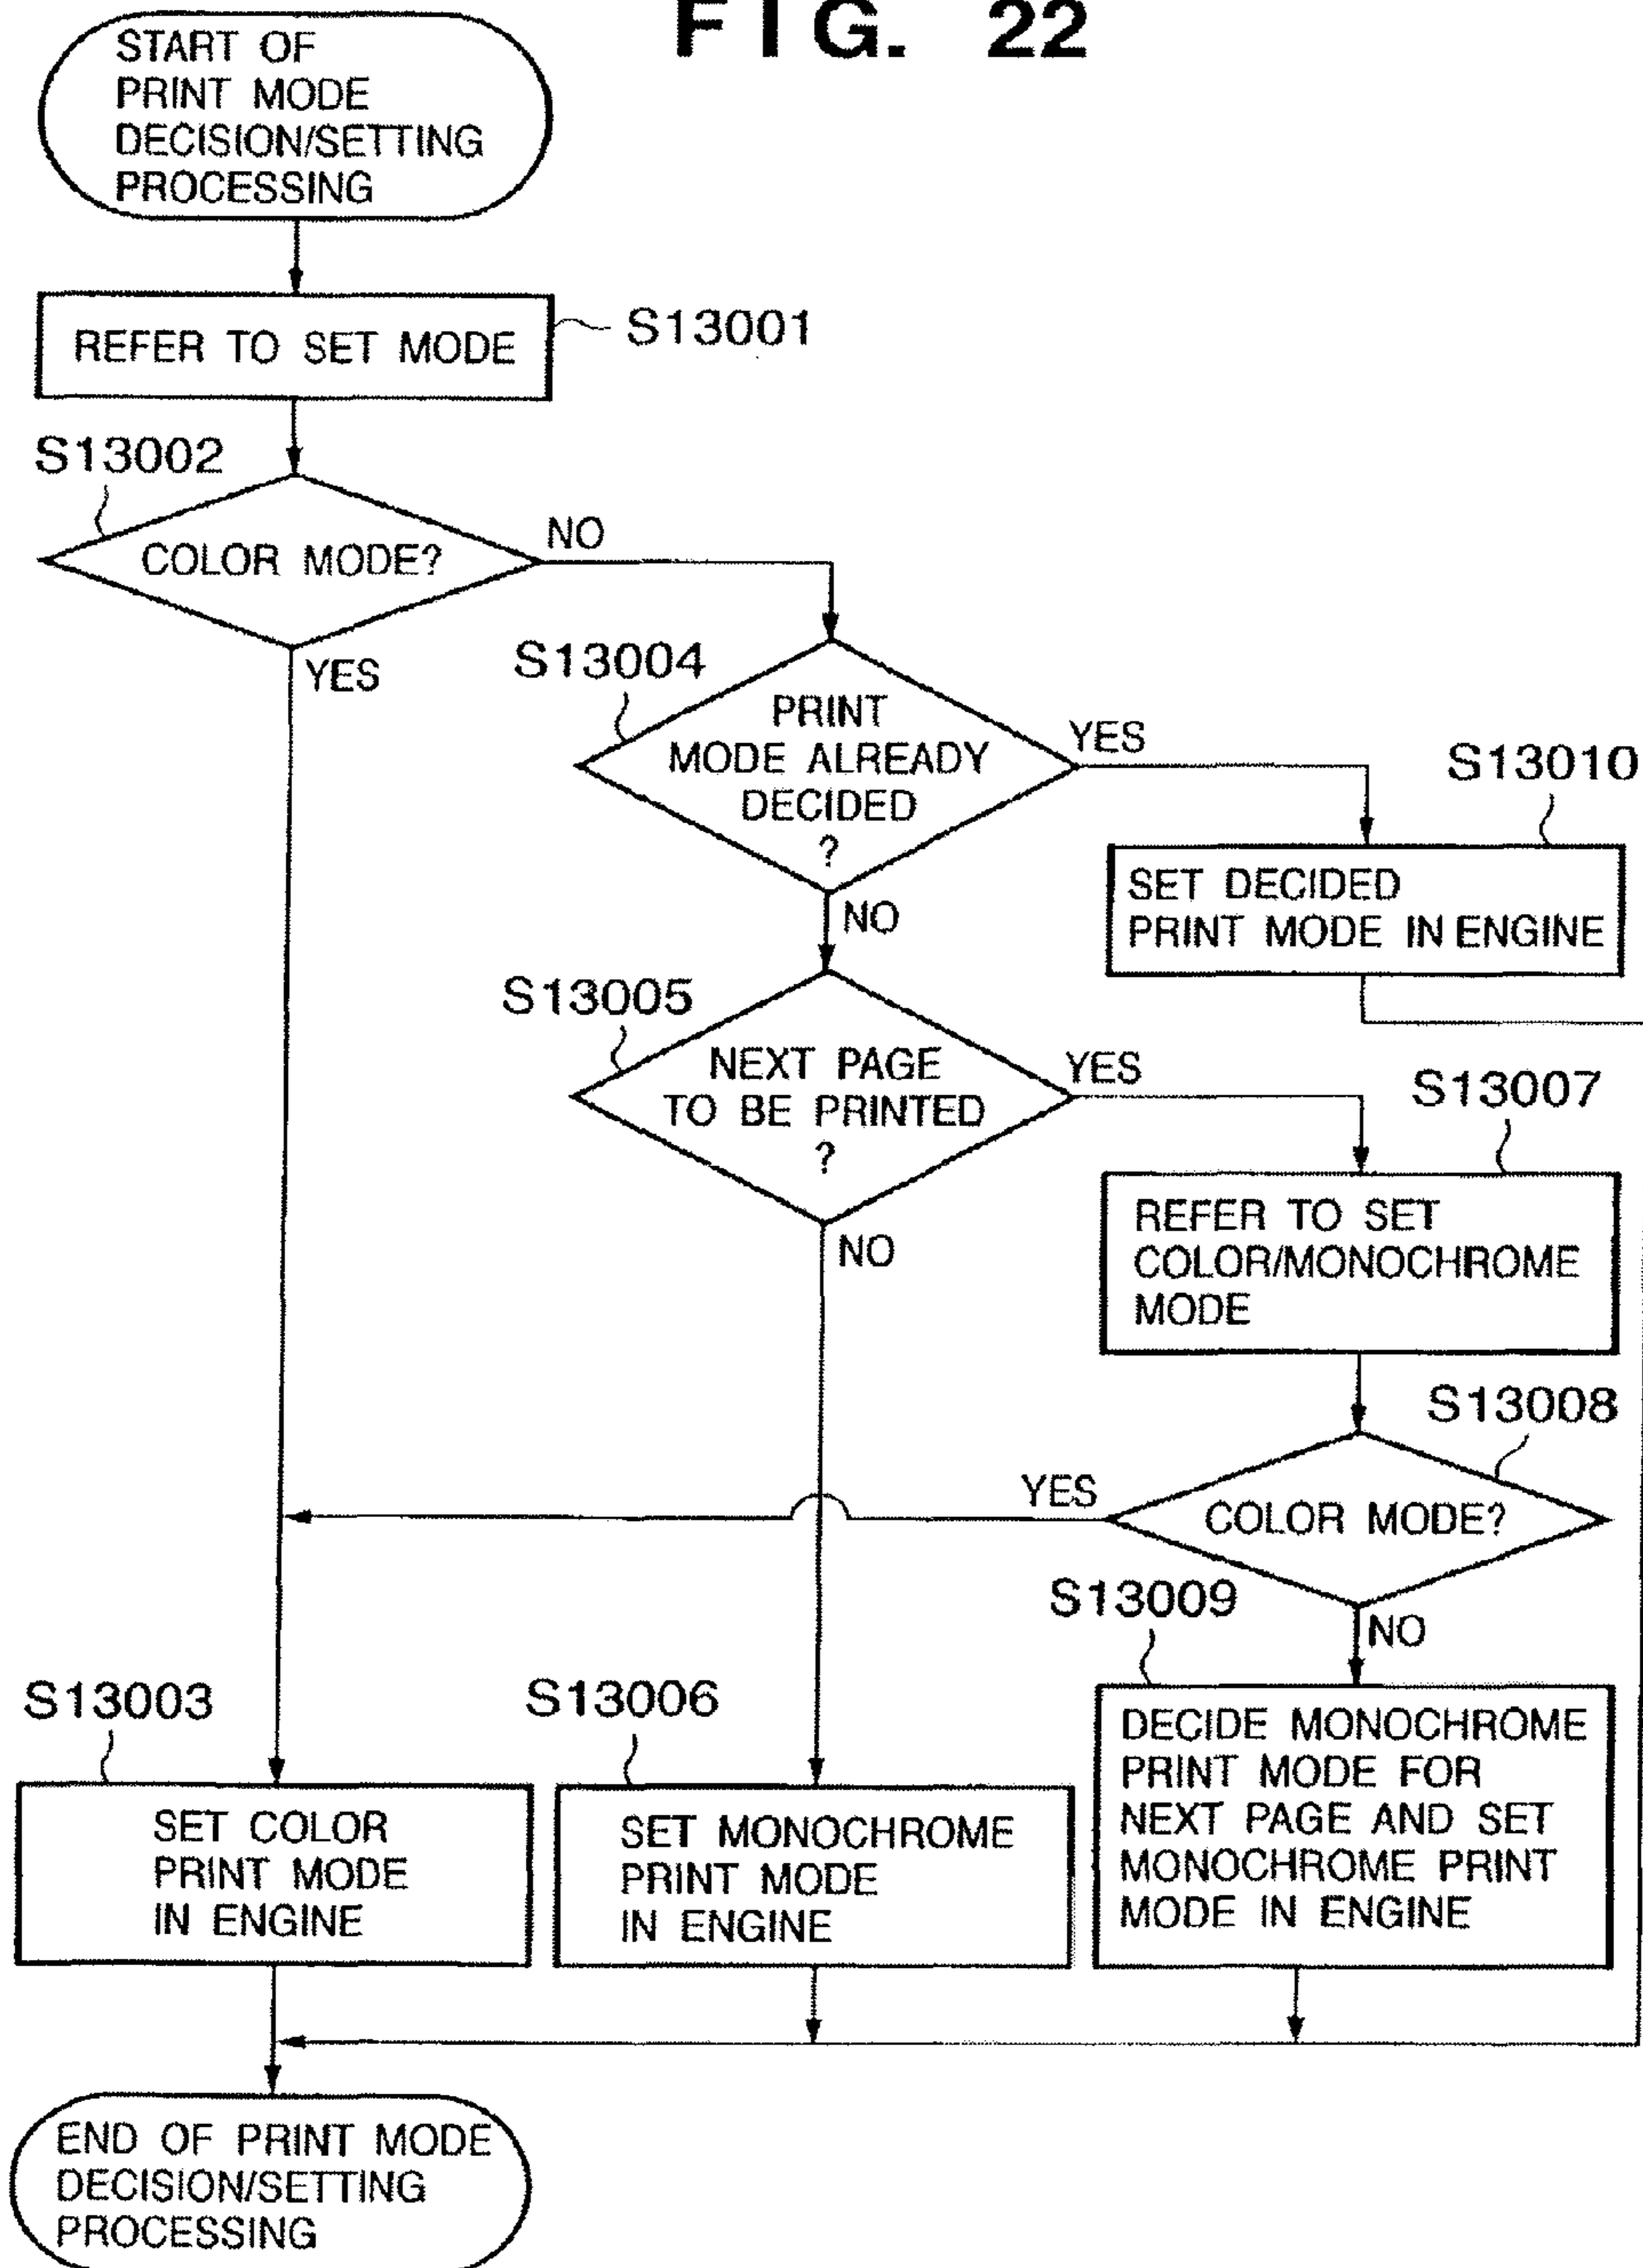 FIG. 22
START OF
PRINT MODE
DECISION/SETTING
PROCESSING
REFER TO SET MODE
S13001
S13002
COLOR MODE?
NO
YES
S13004
PRINT
MODE ALREADY
DECIDED
?
YES
NO
S13010
SET DECIDED
PRINT MODE IN ENGINE
S13005
NEXT PAGE
TO BE PRINTED
?
YES
NO
S13007
REFER TO SET
COLOR/MONOCHROME
MODE
S13008
COLOR MODE?
YES
NO
S13009
DECIDE MONOCHROME
PRINT MODE FOR
NEXT PAGE AND SET
MONOCHROME PRINT
MODE IN ENGINE
S13003
SET COLOR
PRINT MODE
IN ENGINE
S13006
SET MONOCHROME
PRINT MODE
IN ENGINE
END OF PRINT MODE
DECISION/SETTING
PROCESSING